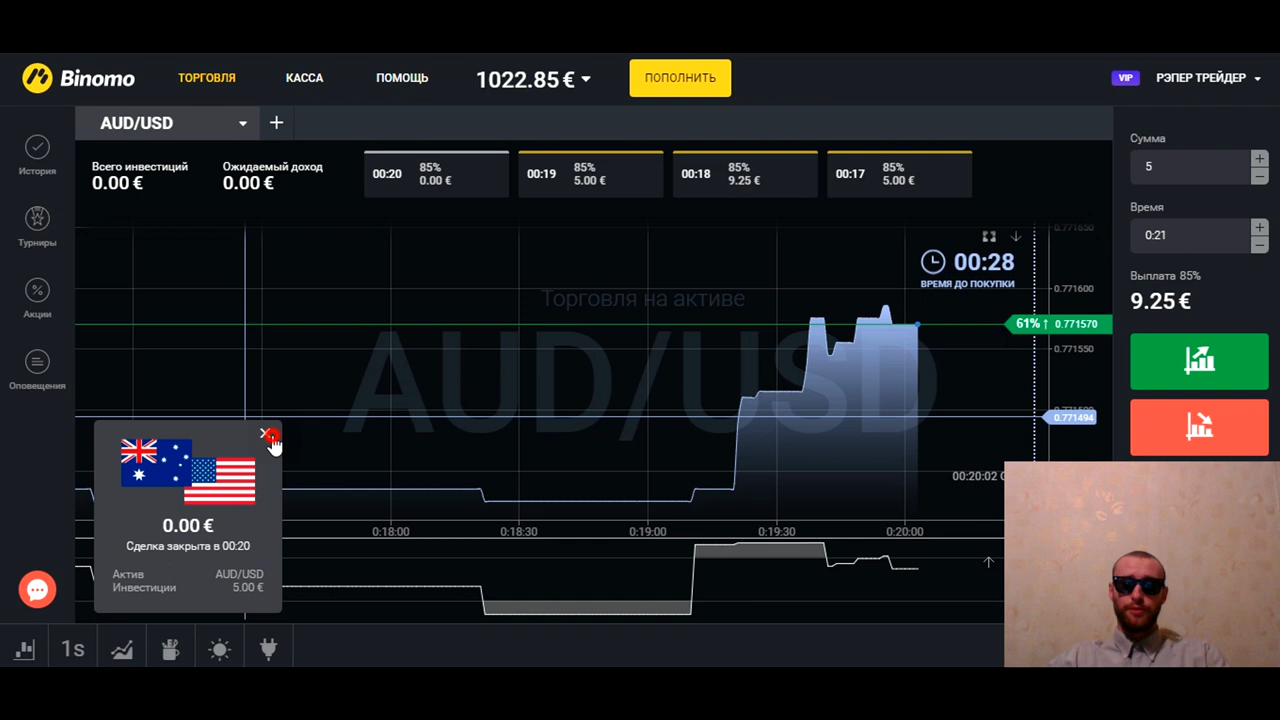 Binomo
ТОРГОВЛЯ
КАССА
ПОМОЩЬ
1022.85 €
ПОПОЛНИТЬ
VIP
РЭПЕР ТРЕЙДЕР
AUD/USD
+
История
Турниры
Акции
Оповещения
Всего инвестиций
0.00 €
Ожидаемый доход
0.00 €
00:20
85%
0.00 €
00:19
85%
5.00 €
00:18
85%
9.25 €
00:17
85%
5.00 €
Сумма
5
Время
0:21
Выплата 85%
9.25 €
00:28
ВРЕМЯ ДО ПОКУПКИ
Торговля на активе
AUD/USD
0.771650
0.771600
61% ↑ 0.771570
0.771550
0.771494
00:20:02
0:18:00
0:18:30
0:19:00
0:19:30
0:20:00
0.00 €
Сделка закрыта в 00:20
Актив AUD/USD
Инвестиции 5.00 €
1s